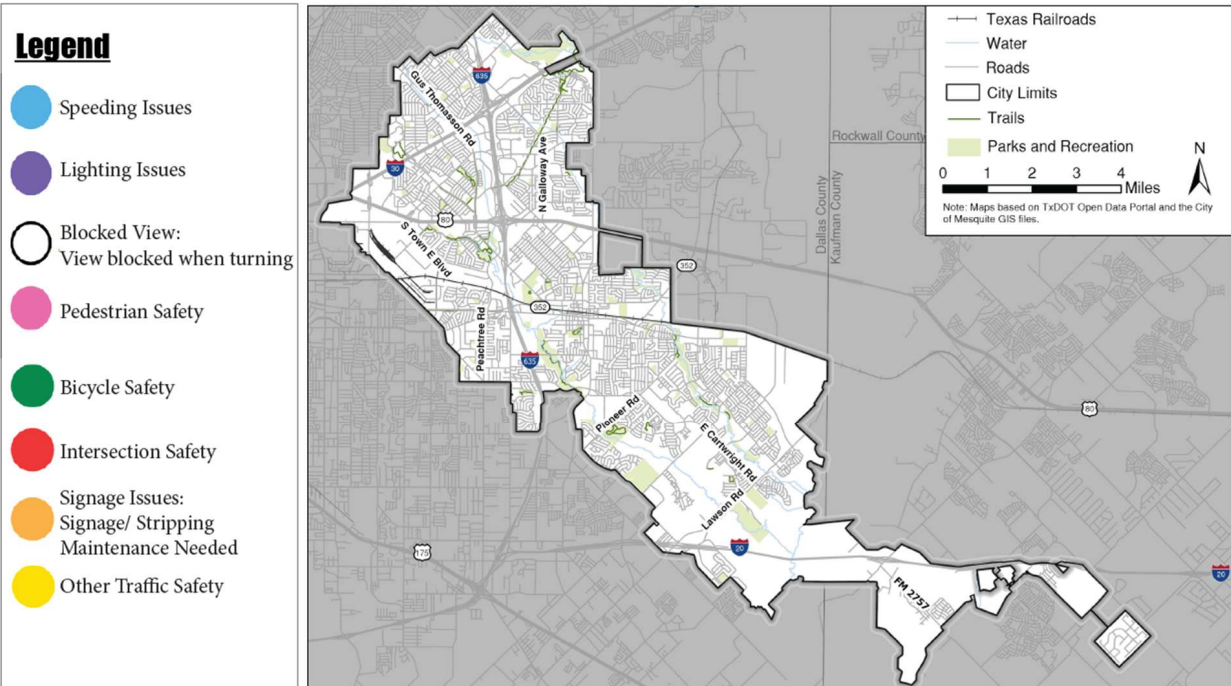 Legend
Speeding Issues
Lighting Issues
Blocked View:
View blocked when turning
Pedestrian Safety
Bicycle Safety
Intersection Safety
Signage Issues:
Signage/ Stripping
Maintenance Needed
Other Traffic Safety
Texas Railroads
Water
Roads
City Limits
Trails
Parks and Recreation
N
0 1 2 3 4
Miles
Note: Maps based on TxDOT Open Data Portal and the City
of Mesquite GIS files.
635
Gus Thomasson Rd
30
N Galloway Ave
80
S Town E Blvd
352
352
Peachtree Rd
635
Rockwall County
Dallas County
Kaufman County
80
Pioneer Rd
E Cartwright Rd
Lawson Rd
175
20
FM 2757
20